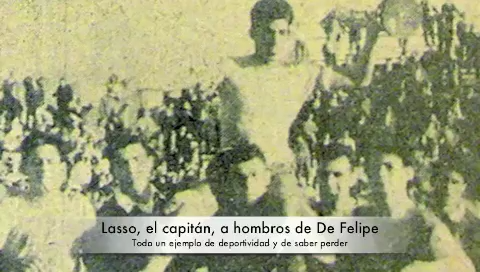 Lasso, el capitán, a hombros de De Felipe
Toda un ejemplo de deportividad y de saber perder